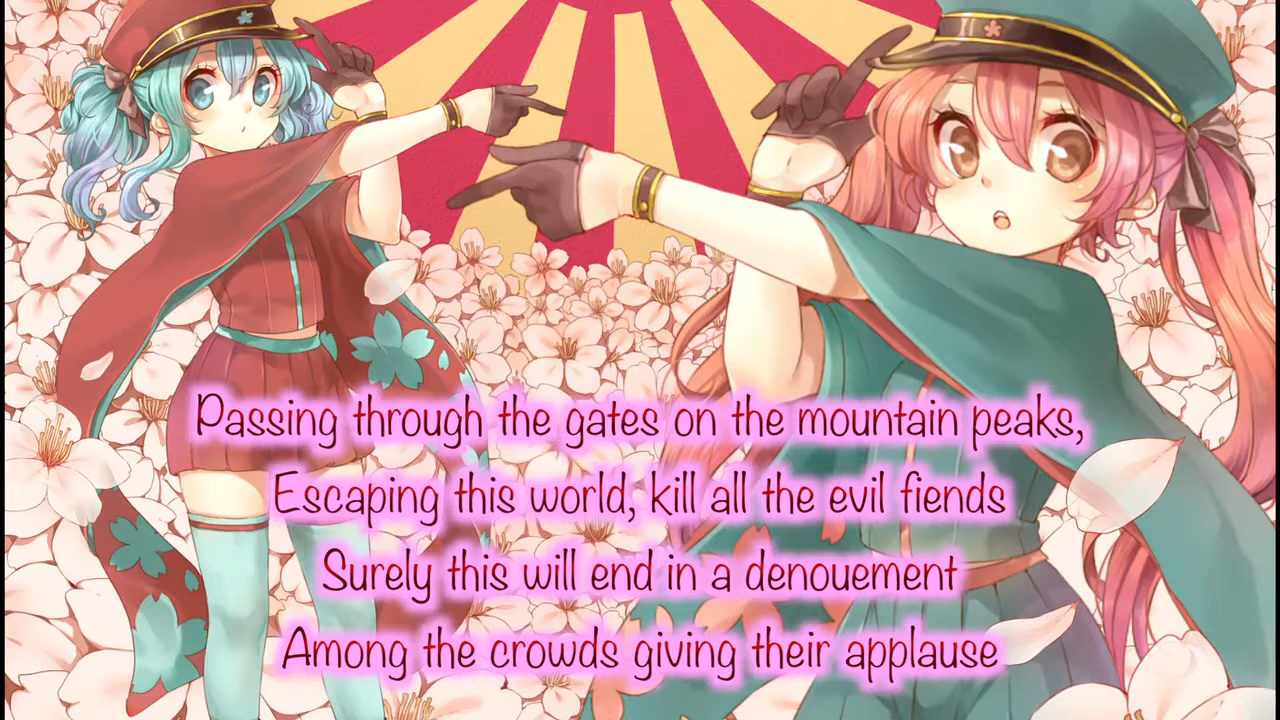 Passing through the gates on the mountain peaks,
Escaping this world, kill all the evil fiends
Surely this will end in a denouement
Among the crowds giving their applause